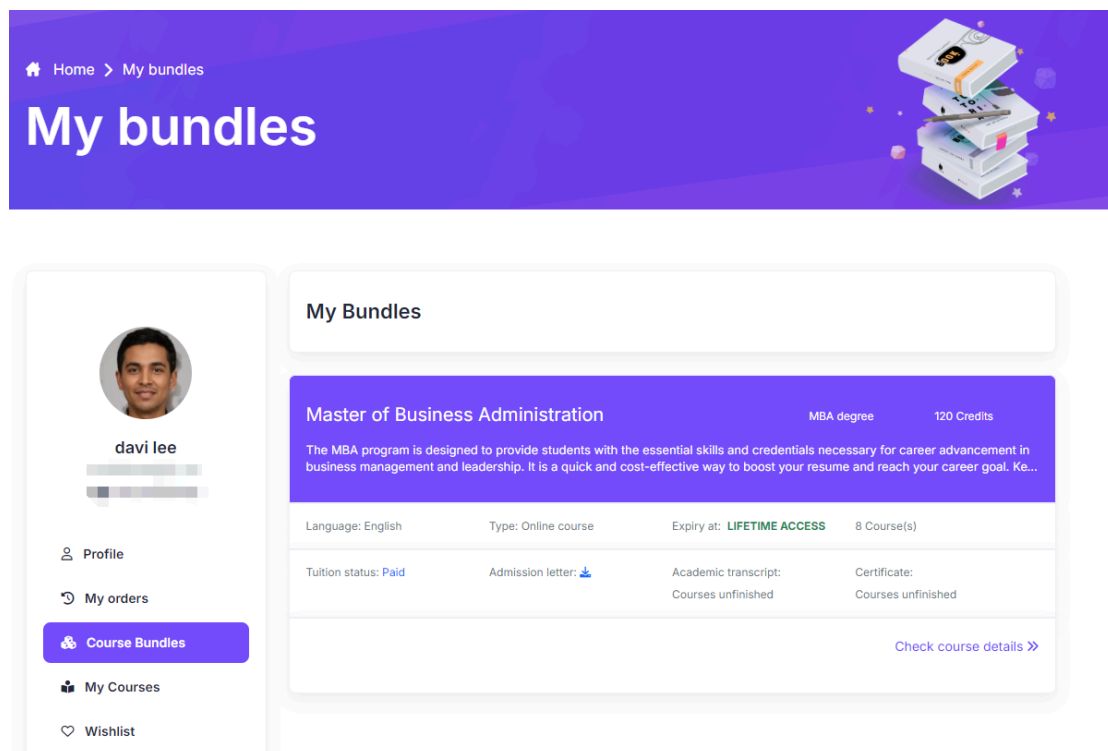 Home > My bundles
My bundles
davi lee
Profile
My orders
Course Bundles
My Courses
Wishlist
My Bundles
Master of Business Administration
MBA degree
120 Credits
The MBA program is designed to provide students with the essential skills and credentials necessary for career advancement in
business management and leadership. It is a quick and cost-effective way to boost your resume and reach your career goal. Ke...
Language: English
Type: Online course
Expiry at: LIFETIME ACCESS
8 Course(s)
Tuition status: Paid
Admission letter:
Academic transcript:
Courses unfinished
Certificate:
Courses unfinished
Check course details »